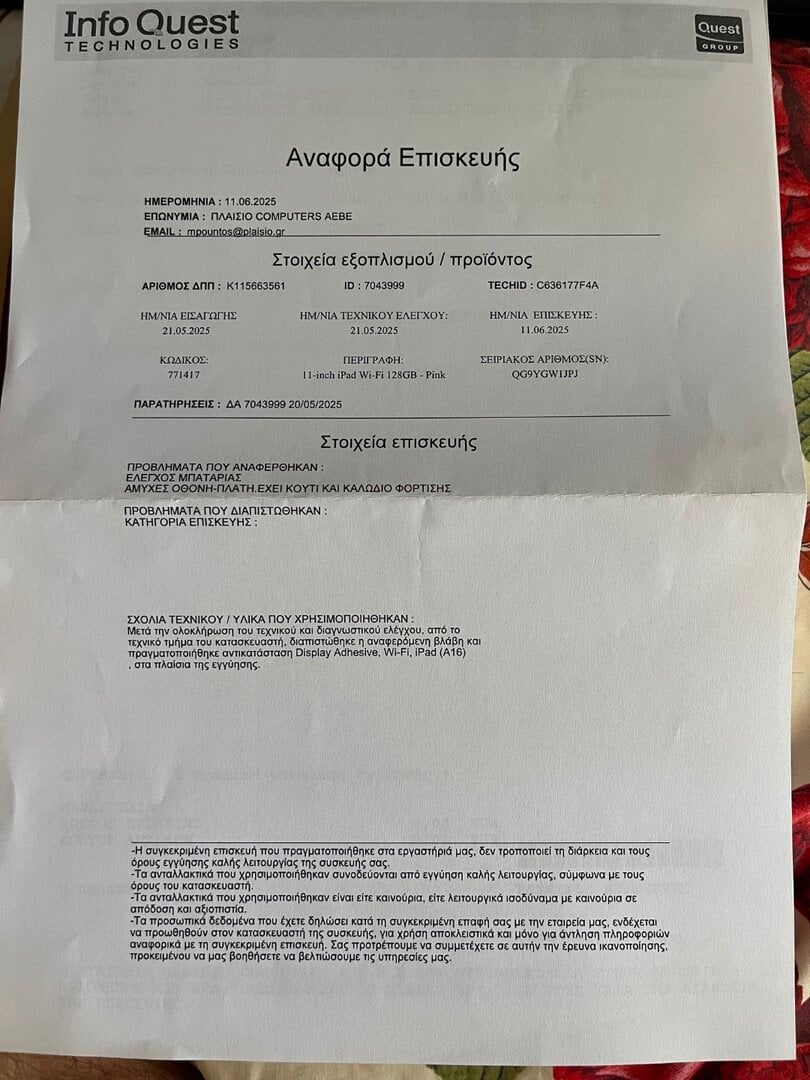 Info Quest
TECHNOLOGIES
Quest
GROUP
Αναφορά Επισκευής
ΗΜΕΡΟΜΗΝΙΑ : 11.06.2025
ΕΠΩΝΥΜΙΑ : ΠΛΑΙΣΙΟ COMPUTERS ΑΕΒΕ
EMAIL : mpountos@plaisio.gr
Στοιχεία εξοπλισμού / προϊόντος
ΑΡΙΘΜΟΣ ΔΠΠ : K115663561 ID : 7043999 TECHID : C636177F4A
ΗΜ/ΝΙΑ ΕΙΣΑΓΩΓΗΣ ΗΜ/ΝΙΑ ΤΕΧΝΙΚΟΥ ΕΛΕΓΧΟΥ: ΗΜ/ΝΙΑ ΕΠΙΣΚΕΥΗΣ :
21.05.2025 21.05.2025 11.06.2025
ΚΩΔΙΚΟΣ: ΠΕΡΙΓΡΑΦΗ: ΣΕΙΡΙΑΚΟΣ ΑΡΙΘΜΟΣ(SN):
771417 11-inch iPad Wi-Fi 128GB - Pink QG9YGW1JPJ
ΠΑΡΑΤΗΡΗΣΕΙΣ : ΔΑ 7043999 20/05/2025
Στοιχεία επισκευής
ΠΡΟΒΛΗΜΑΤΑ ΠΟΥ ΑΝΑΦΕΡΘΗΚΑΝ :
ΕΛΕΓΧΟΣ ΜΠΑΤΑΡΙΑΣ
ΑΜΥΧΕΣ ΟΘΟΝΗ-ΠΛΑΤΗ.ΕΧΕΙ ΚΟΥΤΙ ΚΑΙ ΚΑΛΩΔΙΟ ΦΟΡΤΙΣΗΣ
ΠΡΟΒΛΗΜΑΤΑ ΠΟΥ ΔΙΑΠΙΣΤΩΘΗΚΑΝ :
ΚΑΤΗΓΟΡΙΑ ΕΠΙΣΚΕΥΗΣ :
ΣΧΟΛΙΑ ΤΕΧΝΙΚΟΥ / ΥΛΙΚΑ ΠΟΥ ΧΡΗΣΙΜΟΠΟΙΗΘΗΚΑΝ :
Μετά την ολοκλήρωση του τεχνικού και διαγνωστικού ελέγχου, από το
τεχνικό τμήμα του κατασκευαστή, διαπιστώθηκε η αναφερόμενη βλάβη και
πραγματοποιήθηκε αντικατάσταση Display Adhesive, Wi-Fi, iPad (A16)
, στα πλαίσια της εγγύησης.
-Η συγκεκριμένη επισκευή που πραγματοποιήθηκε στα εργαστήριά μας, δεν τροποποιεί τη διάρκεια και τους
όρους εγγύησης καλής λειτουργίας της συσκευής σας.
-Τα ανταλλακτικά που χρησιμοποιήθηκαν συνοδεύονται από εγγύηση καλής λειτουργίας, σύμφωνα με τους
όρους του κατασκευαστή.
-Τα ανταλλακτικά που χρησιμοποιήθηκαν είναι είτε καινούρια, είτε λειτουργικά ισοδύναμα με καινούρια σε
απόδοση και αξιοπιστία.
-Τα προσωπικά δεδομένα που έχετε δηλώσει κατά τη συγκεκριμένη επαφή σας με την εταιρεία μας, ενδέχεται
να προωθηθούν στον κατασκευαστή της συσκευής, για χρήση αποκλειστικά και μόνο για άντληση πληροφοριών
αναφορικά με τη συγκεκριμένη επισκευή. Σας προτρέπουμε να συμμετέχετε σε αυτήν την έρευνα ικανοποίησης,
προκειμένου να μας βοηθήσετε να βελτιώσουμε τις υπηρεσίες μας.